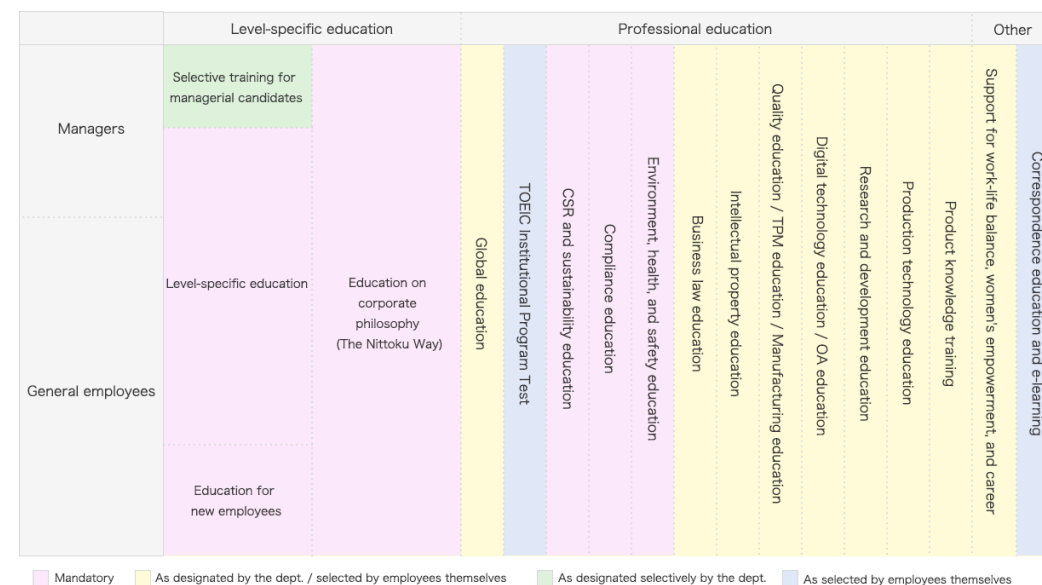 Level-specific education
Professional education
Other
Managers
General employees
Selective training for
managerial candidates
Level-specific education
Education for
new employees
Education on
corporate
philosophy
(The Nittoku Way)
Global education
TOEIC Institutional Program Test
CSR and sustainability education
Compliance education
Environment, health, and safety education
Business law education
Intellectual property education
Quality education / TPM education / Manufacturing education
Digital technology education / OA education
Research and development education
Production technology education
Product knowledge training
Support for work-life balance, women's empowerment, and career
Correspondence education and e-learning
Mandatory
As designated by the dept. / selected by employees themselves
As designated selectively by the dept.
As selected by employees themselves